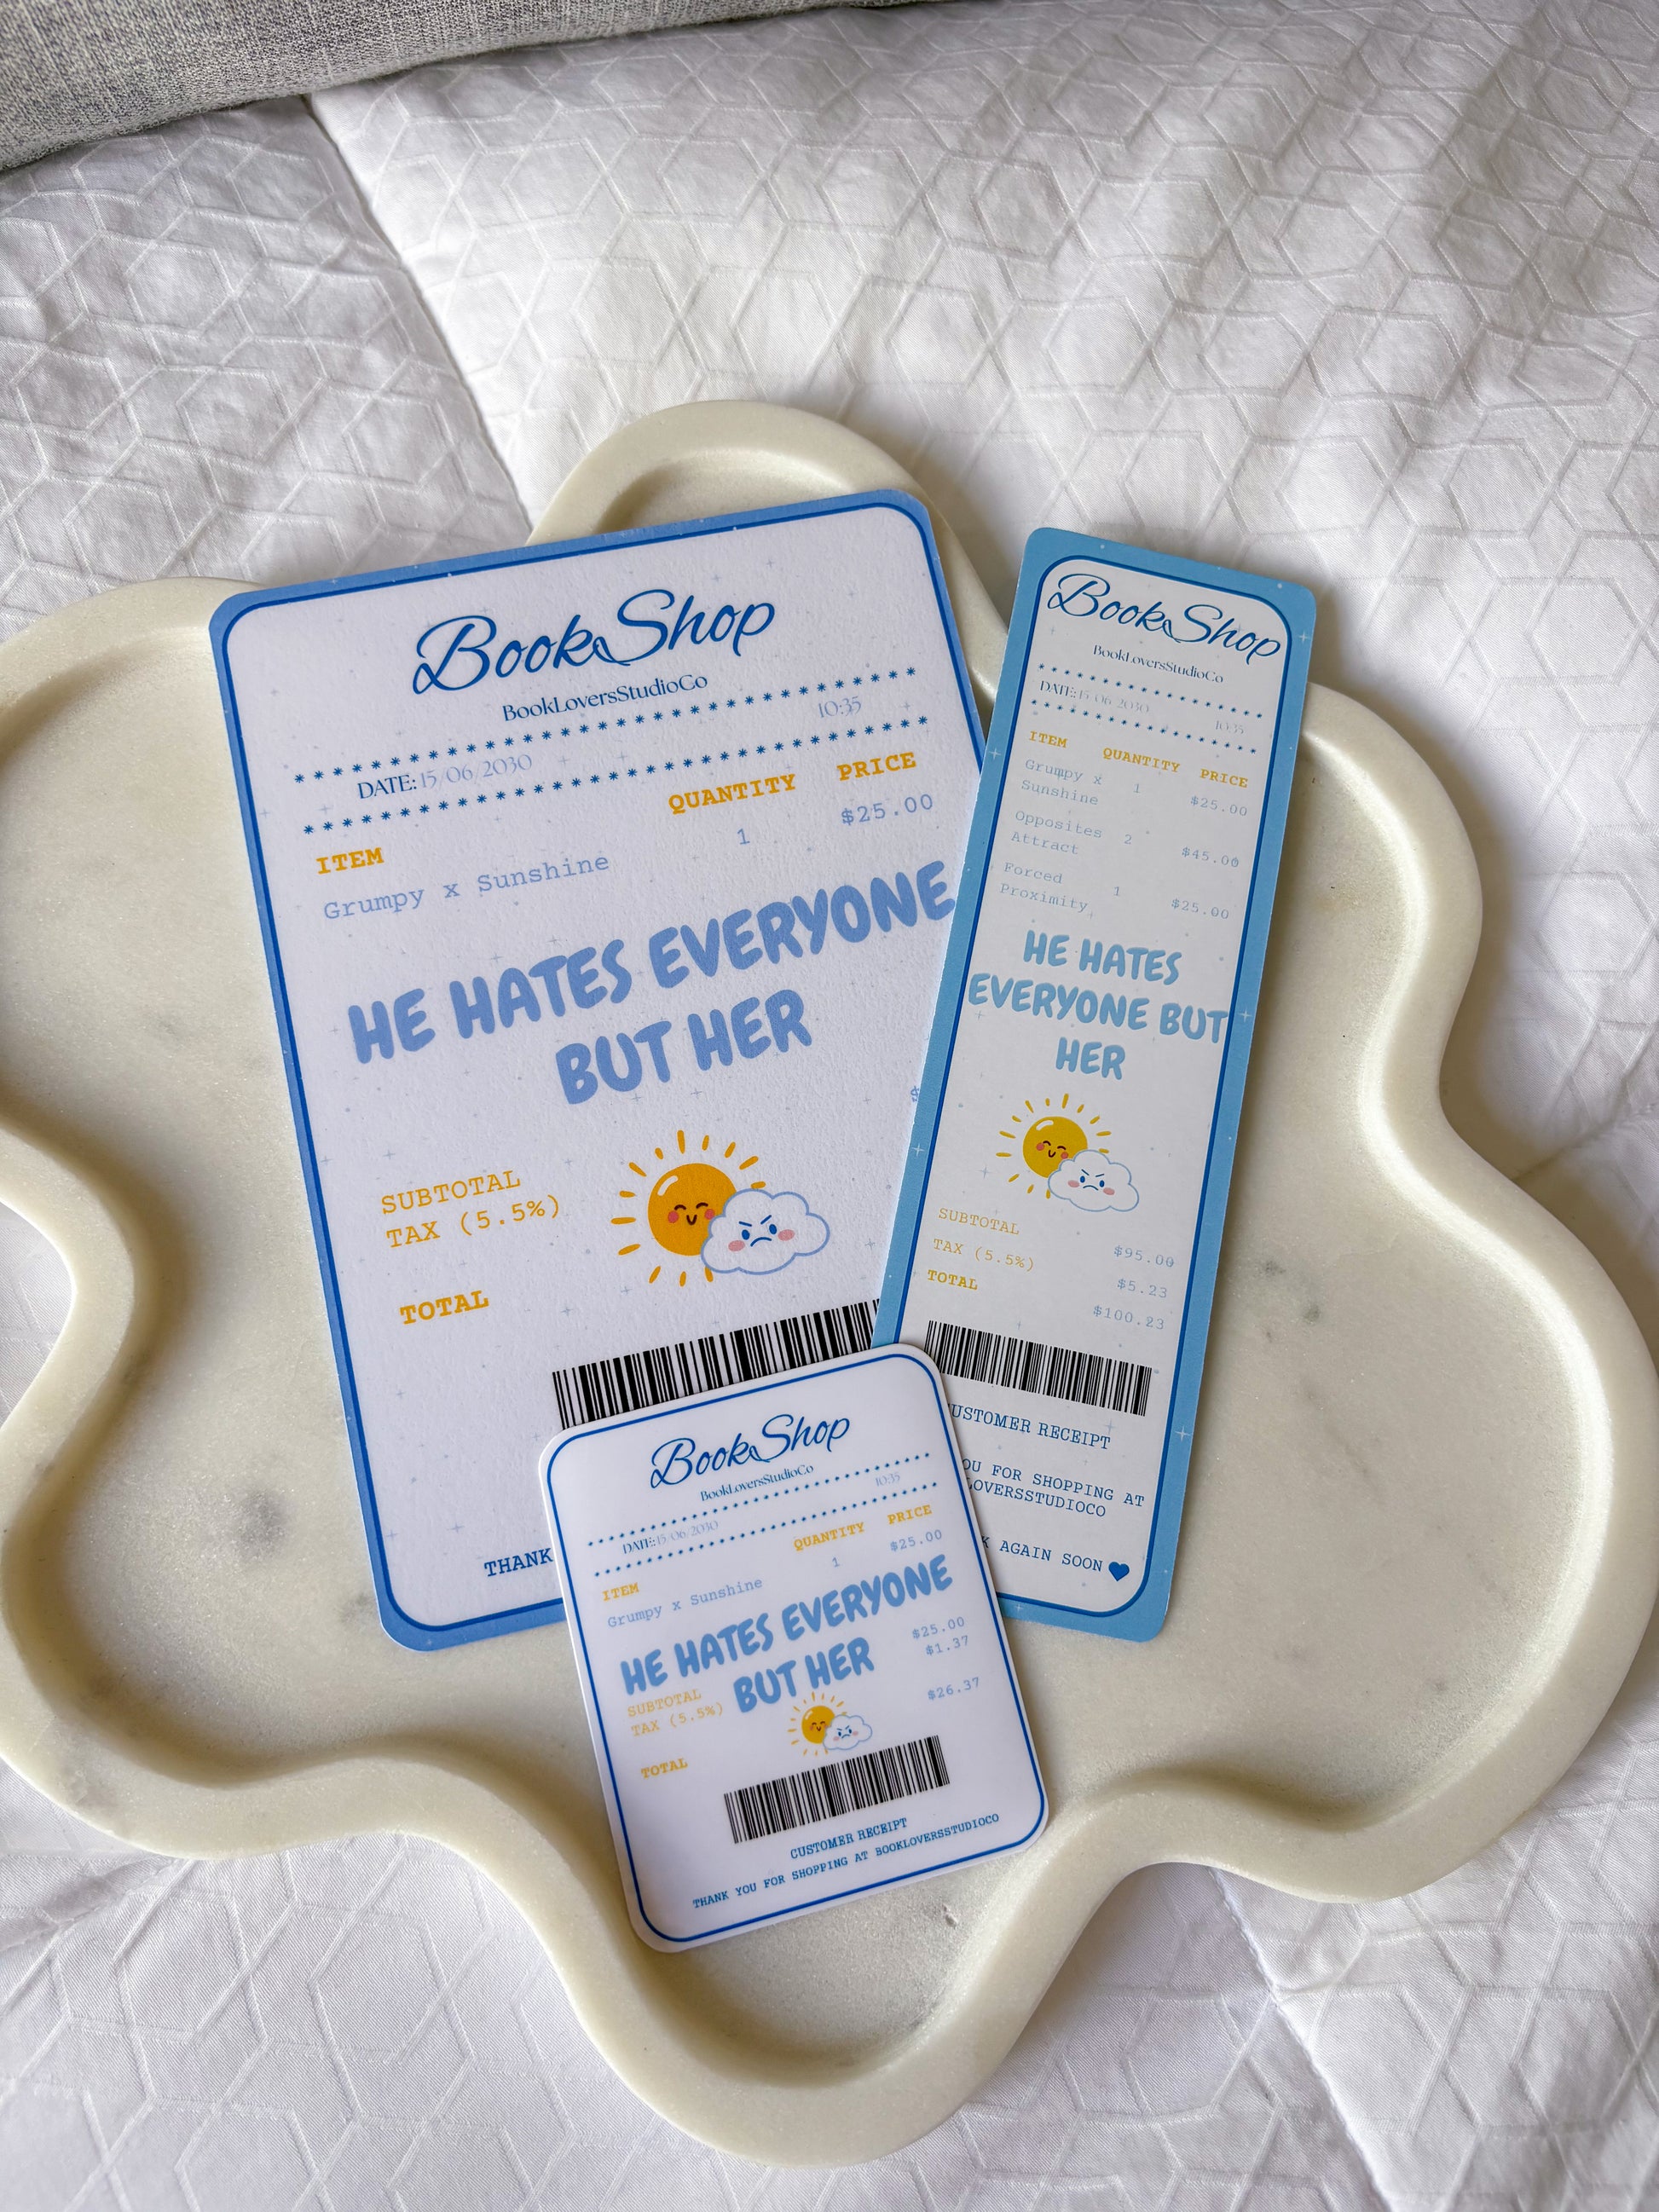 BookShop
BookLoversStudioCo
DATE: 15/06/2030 10:35
ITEM QUANTITY PRICE
Grumpy x Sunshine 1 $25.00
HE HATES EVERYONE
BUT HER
$
SUBTOTAL
TAX (5.5%)
TOTAL
THANK
BookShop
BookLoversStudioCo
DATE: 15/06/2030 10:35
ITEM QUANTITY PRICE
Grumpy x 1 $25.00
Sunshine
Opposites 2 $45.00
Attract
Forced 1 $25.00
Proximity
HE HATES
EVERYONE BUT
HER
SUBTOTAL $95.00
TAX (5.5%) $5.23
TOTAL $100.23
USTOMER RECEIPT
OU FOR SHOPPING AT
LOVERSSTUDIOCO
K AGAIN SOON
BookShop
BookLoversStudioCo
DATE: 15/06/2030 10:35
ITEM QUANTITY PRICE
Grumpy x Sunshine 1 $25.00
HE HATES EVERYONE
BUT HER
SUBTOTAL $25.00
TAX (5.5%) $1.37
TOTAL $26.37
CUSTOMER RECEIPT
THANK YOU FOR SHOPPING AT BOOKLOVERSSTUDIOCO